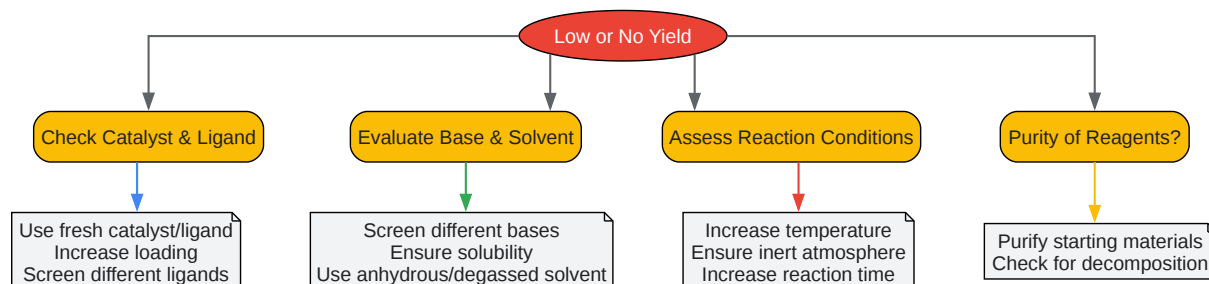 Low or No Yield
Check Catalyst & Ligand
Evaluate Base & Solvent
Assess Reaction Conditions
Purity of Reagents?
Use fresh catalyst/ligand
Increase loading
Screen different ligands
Screen different bases
Ensure solubility
Use anhydrous/degassed solvent
Increase temperature
Ensure inert atmosphere
Increase reaction time
Purify starting materials
Check for decomposition